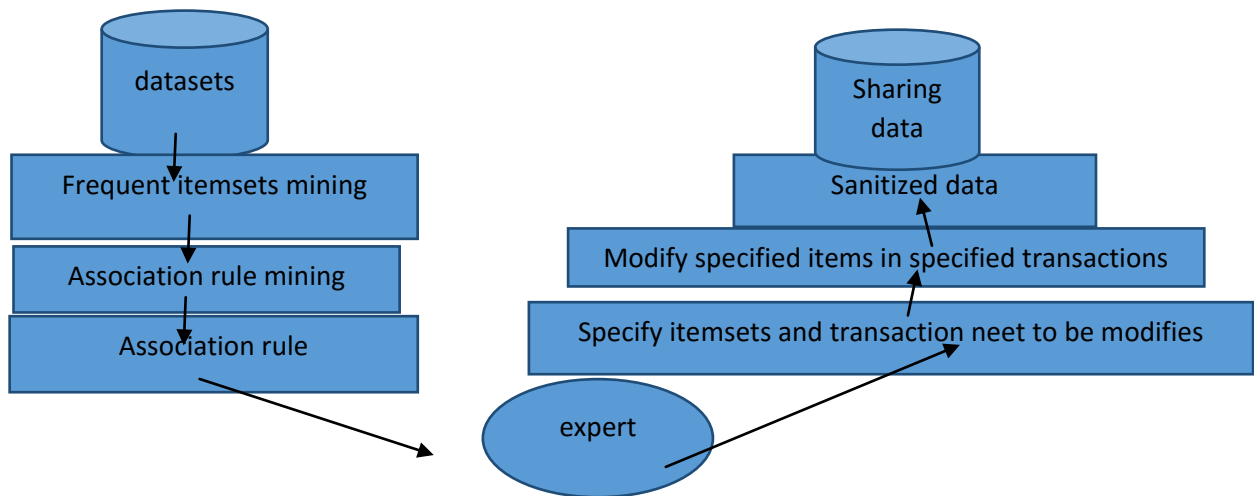 datasets
Frequent itemsets mining
Association rule mining
Association rule
expert
Specify itemsets and transaction neet to be modifies
Modify specified items in specified transactions
Sanitized data
Sharing
data